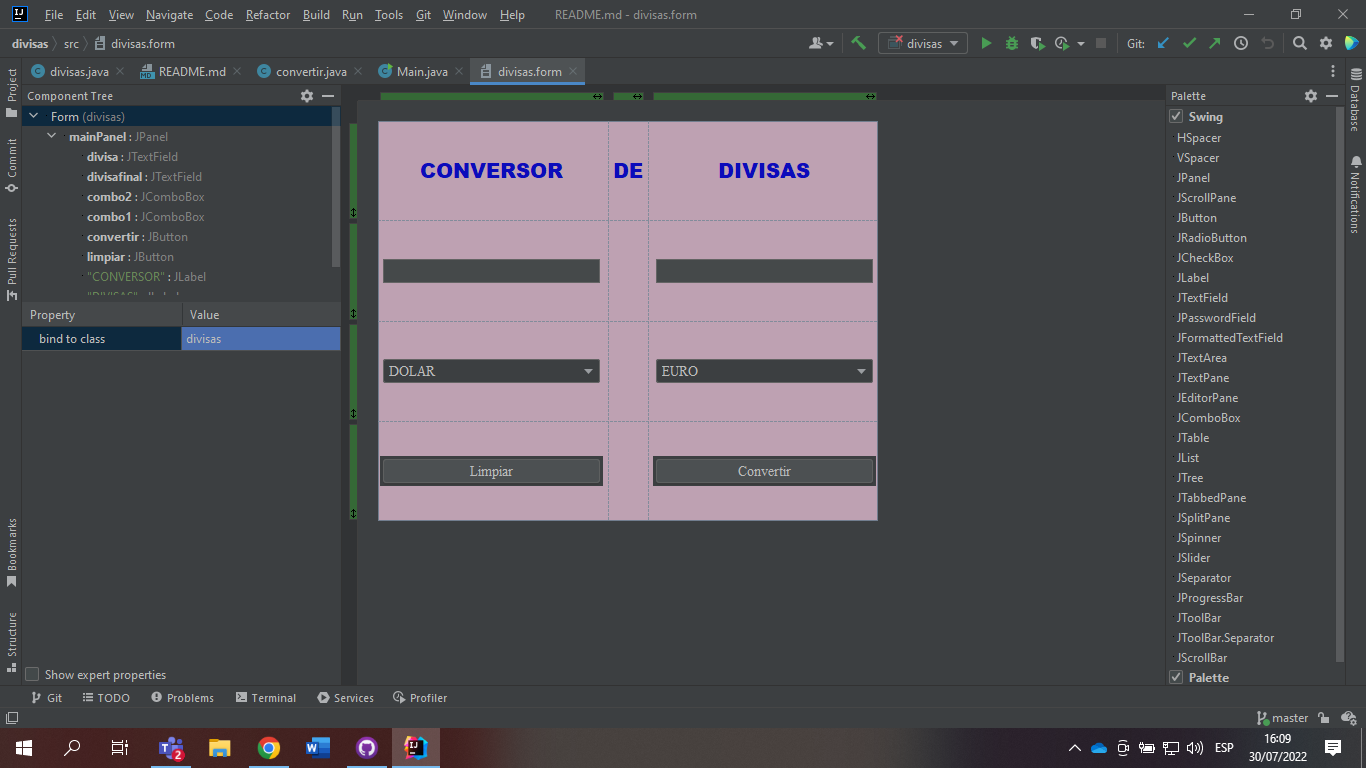 File Edit View Navigate Code Refactor Build Run Tools Git Window Help README.md - divisas.form
divisas src divisas.form divisas Git:
divisas.java README.md convertir.java Main.java divisas.form
Project
Commit
Pull Requests
Bookmarks
Structure
Component Tree
Form (divisas)
mainPanel : JPanel
divisa : JTextField
divisafinal : JTextField
combo2 : JComboBox
combo1 : JComboBox
convertir : JButton
limpiar : JButton
"CONVERSOR" : JLabel
Property Value
bind to class divisas
Show expert properties
CONVERSOR DE DIVISAS
DOLAR EURO
Limpiar Convertir
Palette
Swing
HSpacer
VSpacer
JPanel
JScrollPane
JButton
JRadioButton
JCheckBox
JLabel
JTextField
JPasswordField
JFormattedTextField
JTextArea
JTextPane
JEditorPane
JComboBox
JTable
JList
JTree
JTabbedPane
JSplitPane
JSpinner
JSlider
JSeparator
JProgressBar
JToolBar
JToolBar.Separator
JScrollBar
Palette
Database
Notifications
Git TODO Problems Terminal Services Profiler
master
2
ESP
16:09
30/07/2022